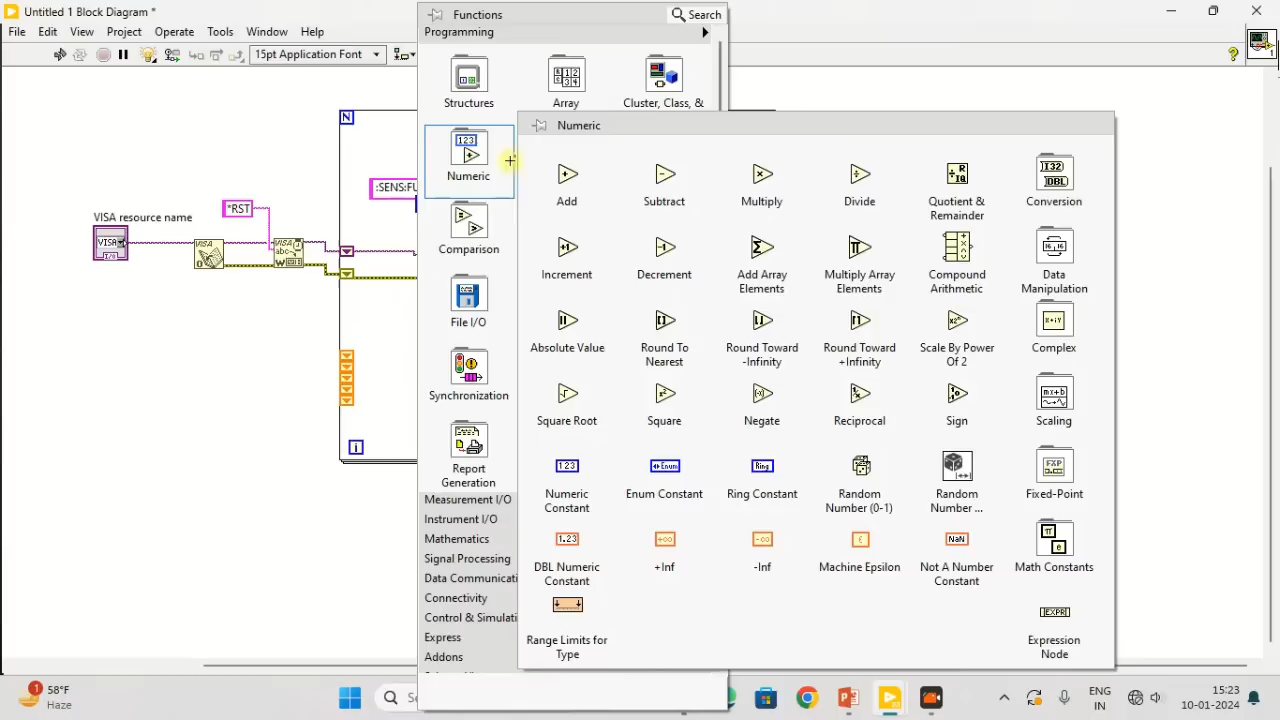 Untitled 1 Block Diagram *
File Edit View Project Operate Tools Window Help
15pt Application Font
Functions
Search
Programming
Structures Array Cluster, Class, &
Numeric
Comparison
File I/O
Synchronization
Report
Generation
Measurement I/O
Instrument I/O
Mathematics
Signal Processing
Data Communicati
Connectivity
Control & Simulati
Express
Addons
Numeric
Add Subtract Multiply Divide Quotient & Remainder Conversion
Increment Decrement Add Array Elements Multiply Array Elements Compound Arithmetic Data Manipulation
Absolute Value Round To Nearest Round Toward -Infinity Round Toward +Infinity Scale By Power Of 2 Complex
Square Root Square Negate Reciprocal Sign Scaling
Numeric Constant Enum Constant Ring Constant Random Number (0-1) Random Number ... Fixed-Point
DBL Numeric Constant +Inf -Inf Machine Epsilon Not A Number Constant Math Constants
Range Limits for Type Expression Node
N
:SENS:FU
*RST
VISA resource name
VISA
I/O
i
58°F
Haze
ENG
IN
15:23
10-01-2024